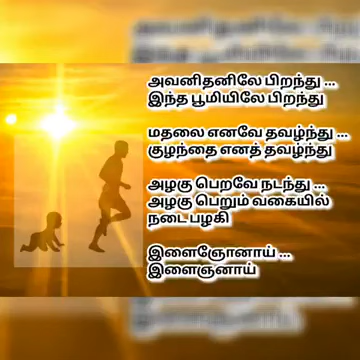 அவனிதனிலே பிறந்து ...
இந்த பூமியிலே பிறந்து
மதலை எனவே தவழ்ந்து ...
குழந்தை எனத் தவழ்ந்து
அழகு பெறவே நடந்து ...
அழகு பெறும் வகையில்
நடை பழகி
இளைஞோனாய் ...
இளைஞனாய்